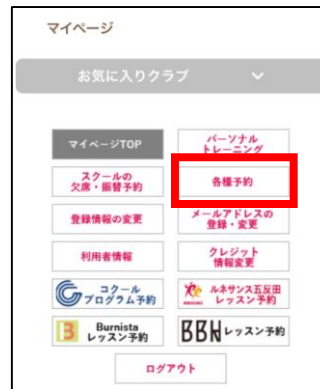 マイページ
お気に入りクラブ
マイページTOP
パーソナル
トレーニング
スクールの
欠席・振替予約
各種予約
登録情報の変更
メールアドレスの
登録・変更
利用者情報
クレジット
情報変更
コクール
プログラム予約
ルネサンス五反田
レッスン予約
Burnista
レッスン予約
BBM レッスン予約
ログアウト